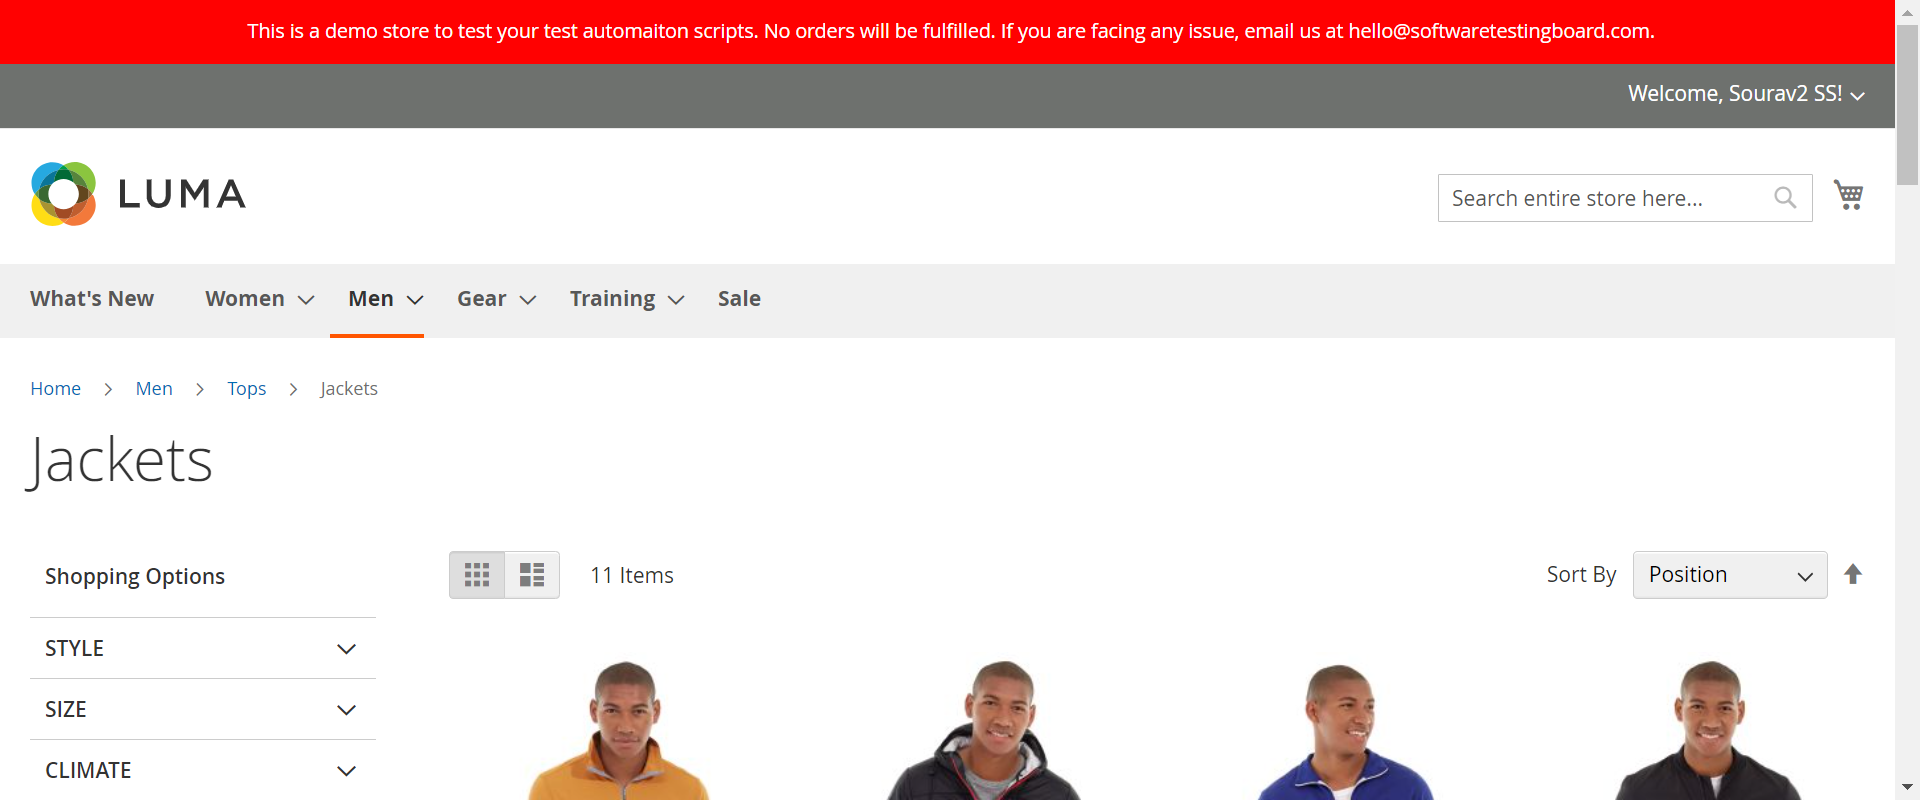 This is a demo store to test your test automaiton scripts. No orders will be fulfilled. If you are facing any issue, email us at hello@softwaretestingboard.com.
Welcome, Sourav2 SS!
LUMA
Search entire store here...
What's New Women Men Gear Training Sale
Home Men Tops Jackets
Jackets
Shopping Options
11 Items
Sort By Position
STYLE
SIZE
CLIMATE